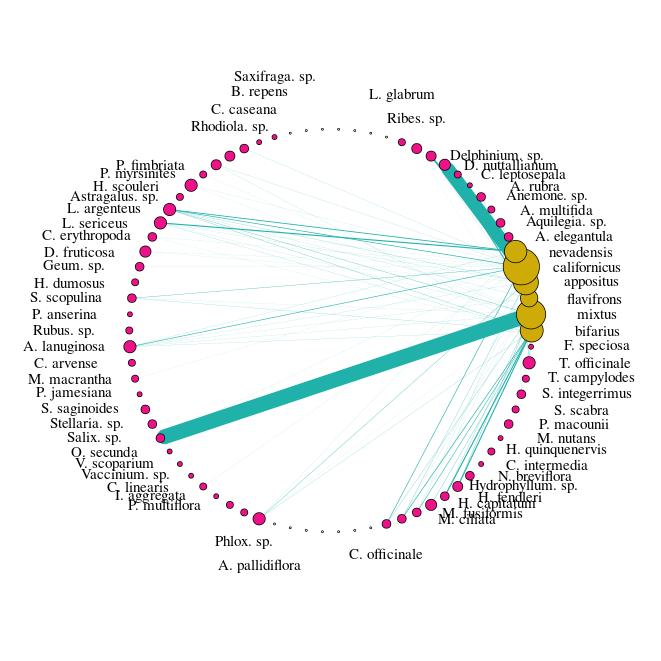 Saxifraga. sp.
B. repens
L. glabrum
C. caseana
Ribes. sp.
Rhodiola. sp.
Delphinium. sp.
P. fimbriata
D. nuttallianum
P. myrsinites
C. leptosepala
H. scouleri
A. rubra
Astragalus. sp.
Anemone. sp.
L. argenteus
A. multifida
L. sericeus
Aquilegia. sp.
C. erythropoda
A. elegantula
D. fruticosa
nevadensis
Geum. sp.
californicus
H. dumosus
appositus
S. scopulina
flavifrons
P. anserina
mixtus
Rubus. sp.
bifarius
A. lanuginosa
F. speciosa
C. arvense
T. officinale
M. macrantha
T. campylodes
P. jamesiana
S. integerrimus
S. saginoides
S. scabra
Stellaria. sp.
P. macounii
Salix. sp.
M. nutans
O. secunda
H. quinquenervis
V. scoparium
C. intermedia
Vaccinium. sp.
N. breviflora
C. linearis
Hydrophyllum. sp.
I. aggregata
H. fendleri
P. multiflora
H. capitatum
M. fusiformis
M. ciliata
Phlox. sp.
C. officinale
A. pallidiflora